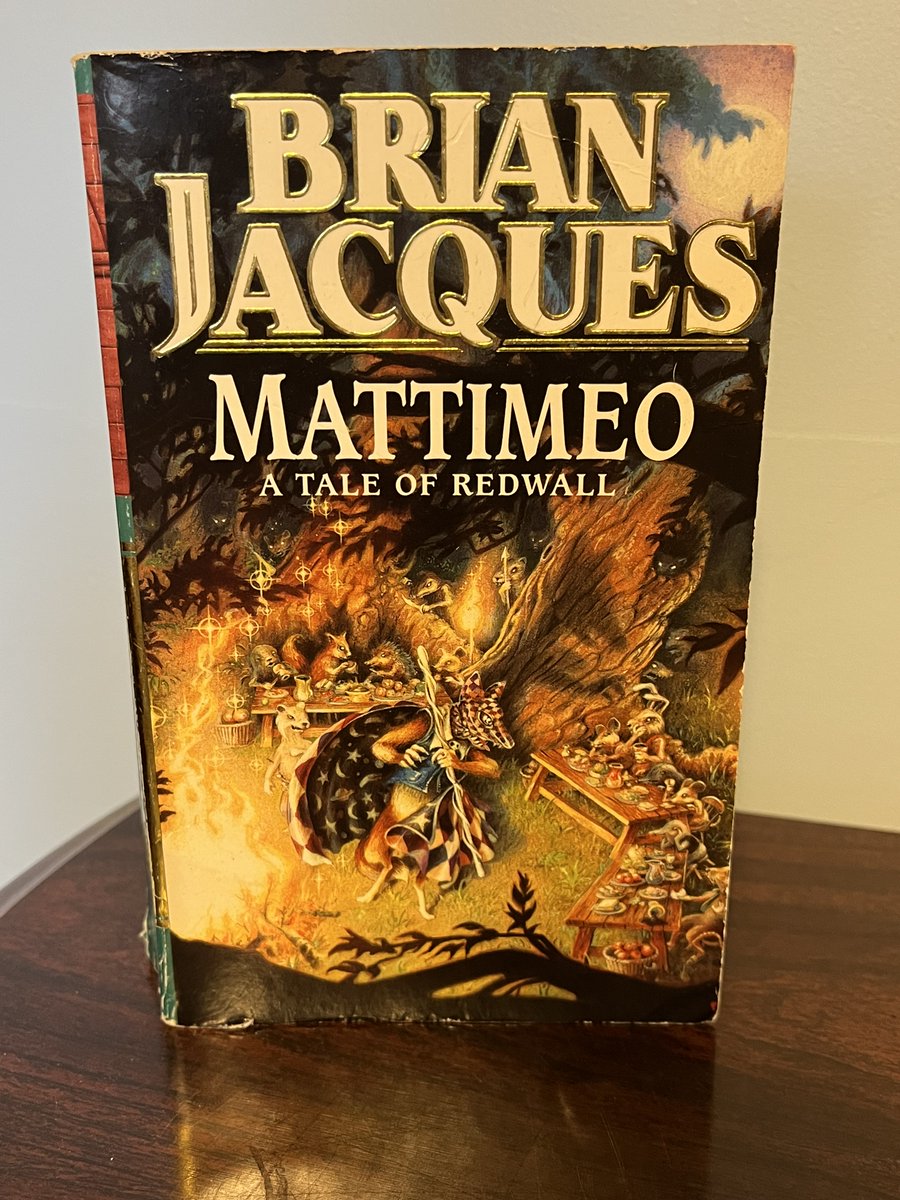 BRIAN
JACQUES
MATTIMEO
A TALE OF REDWALL